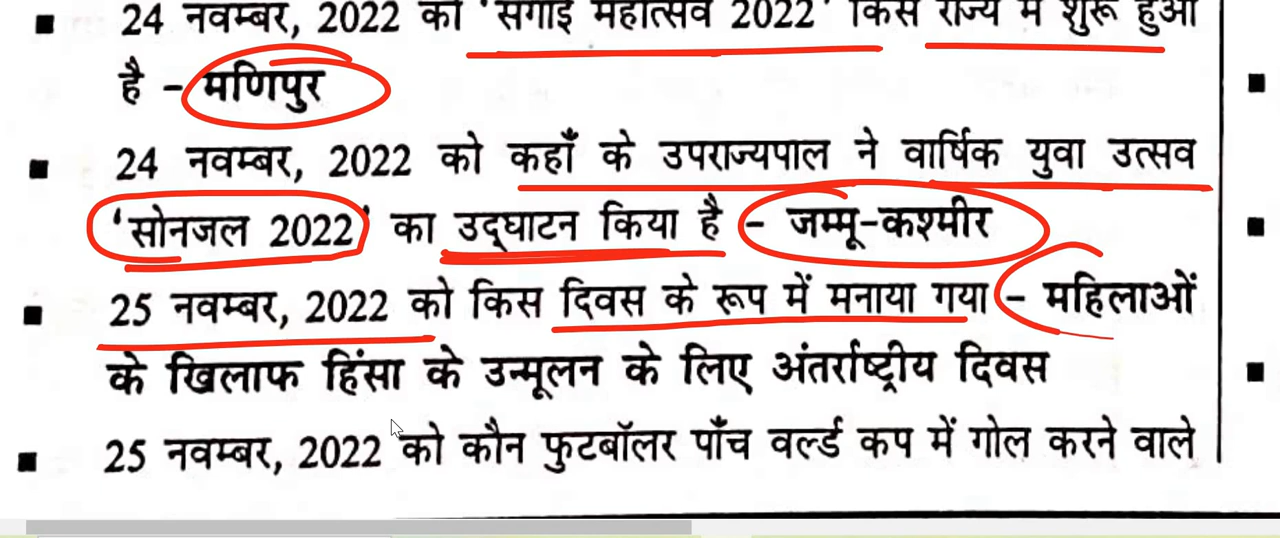 24 नवम्बर, 2022 को 'संगाई महोत्सव 2022' किस राज्य में शुरू हुआ
है - मणिपुर
24 नवम्बर, 2022 को कहाँ के उपराज्यपाल ने वार्षिक युवा उत्सव
'सोनजल 2022' का उद्घाटन किया है - जम्मू-कश्मीर
25 नवम्बर, 2022 को किस दिवस के रूप में मनाया गया - महिलाओं
के खिलाफ हिंसा के उन्मूलन के लिए अंतर्राष्ट्रीय दिवस
25 नवम्बर, 2022 को कौन फुटबॉलर पाँच वर्ल्ड कप में गोल करने वाले